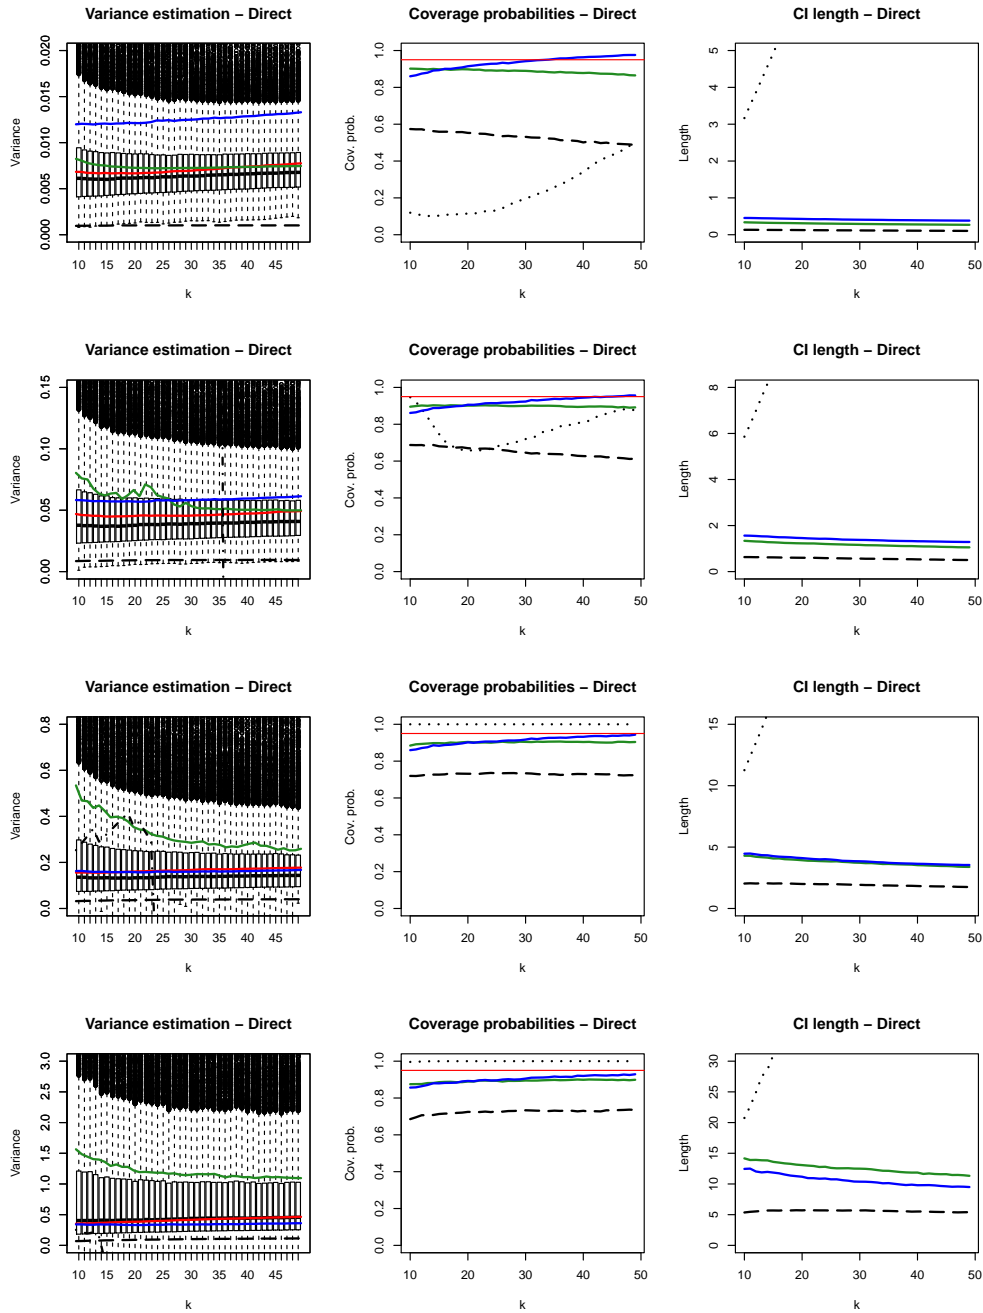 Variance estimation – Direct
Coverage probabilities – Direct
CI length – Direct
Variance
0.000 0.005 0.010 0.015 0.020
10 15 20 25 30 35 40 45
k
Cov. prob.
0.0 0.2 0.4 0.6 0.8 1.0
10 20 30 40 50
k
Length
0 1 2 3 4 5
10 20 30 40 50
k
Variance estimation – Direct
Coverage probabilities – Direct
CI length – Direct
Variance
0.00 0.05 0.10 0.15
10 15 20 25 30 35 40 45
k
Cov. prob.
0.0 0.2 0.4 0.6 0.8 1.0
10 20 30 40 50
k
Length
0 2 4 6 8
10 20 30 40 50
k
Variance estimation – Direct
Coverage probabilities – Direct
CI length – Direct
Variance
0.0 0.2 0.4 0.6 0.8
10 15 20 25 30 35 40 45
k
Cov. prob.
0.0 0.2 0.4 0.6 0.8 1.0
10 20 30 40 50
k
Length
0 5 10 15
10 20 30 40 50
k
Variance estimation – Direct
Coverage probabilities – Direct
CI length – Direct
Variance
0.0 0.5 1.0 1.5 2.0 2.5 3.0
10 15 20 25 30 35 40 45
k
Cov. prob.
0.0 0.2 0.4 0.6 0.8 1.0
10 20 30 40 50
k
Length
0 5 10 15 20 25 30
10 20 30 40 50
k